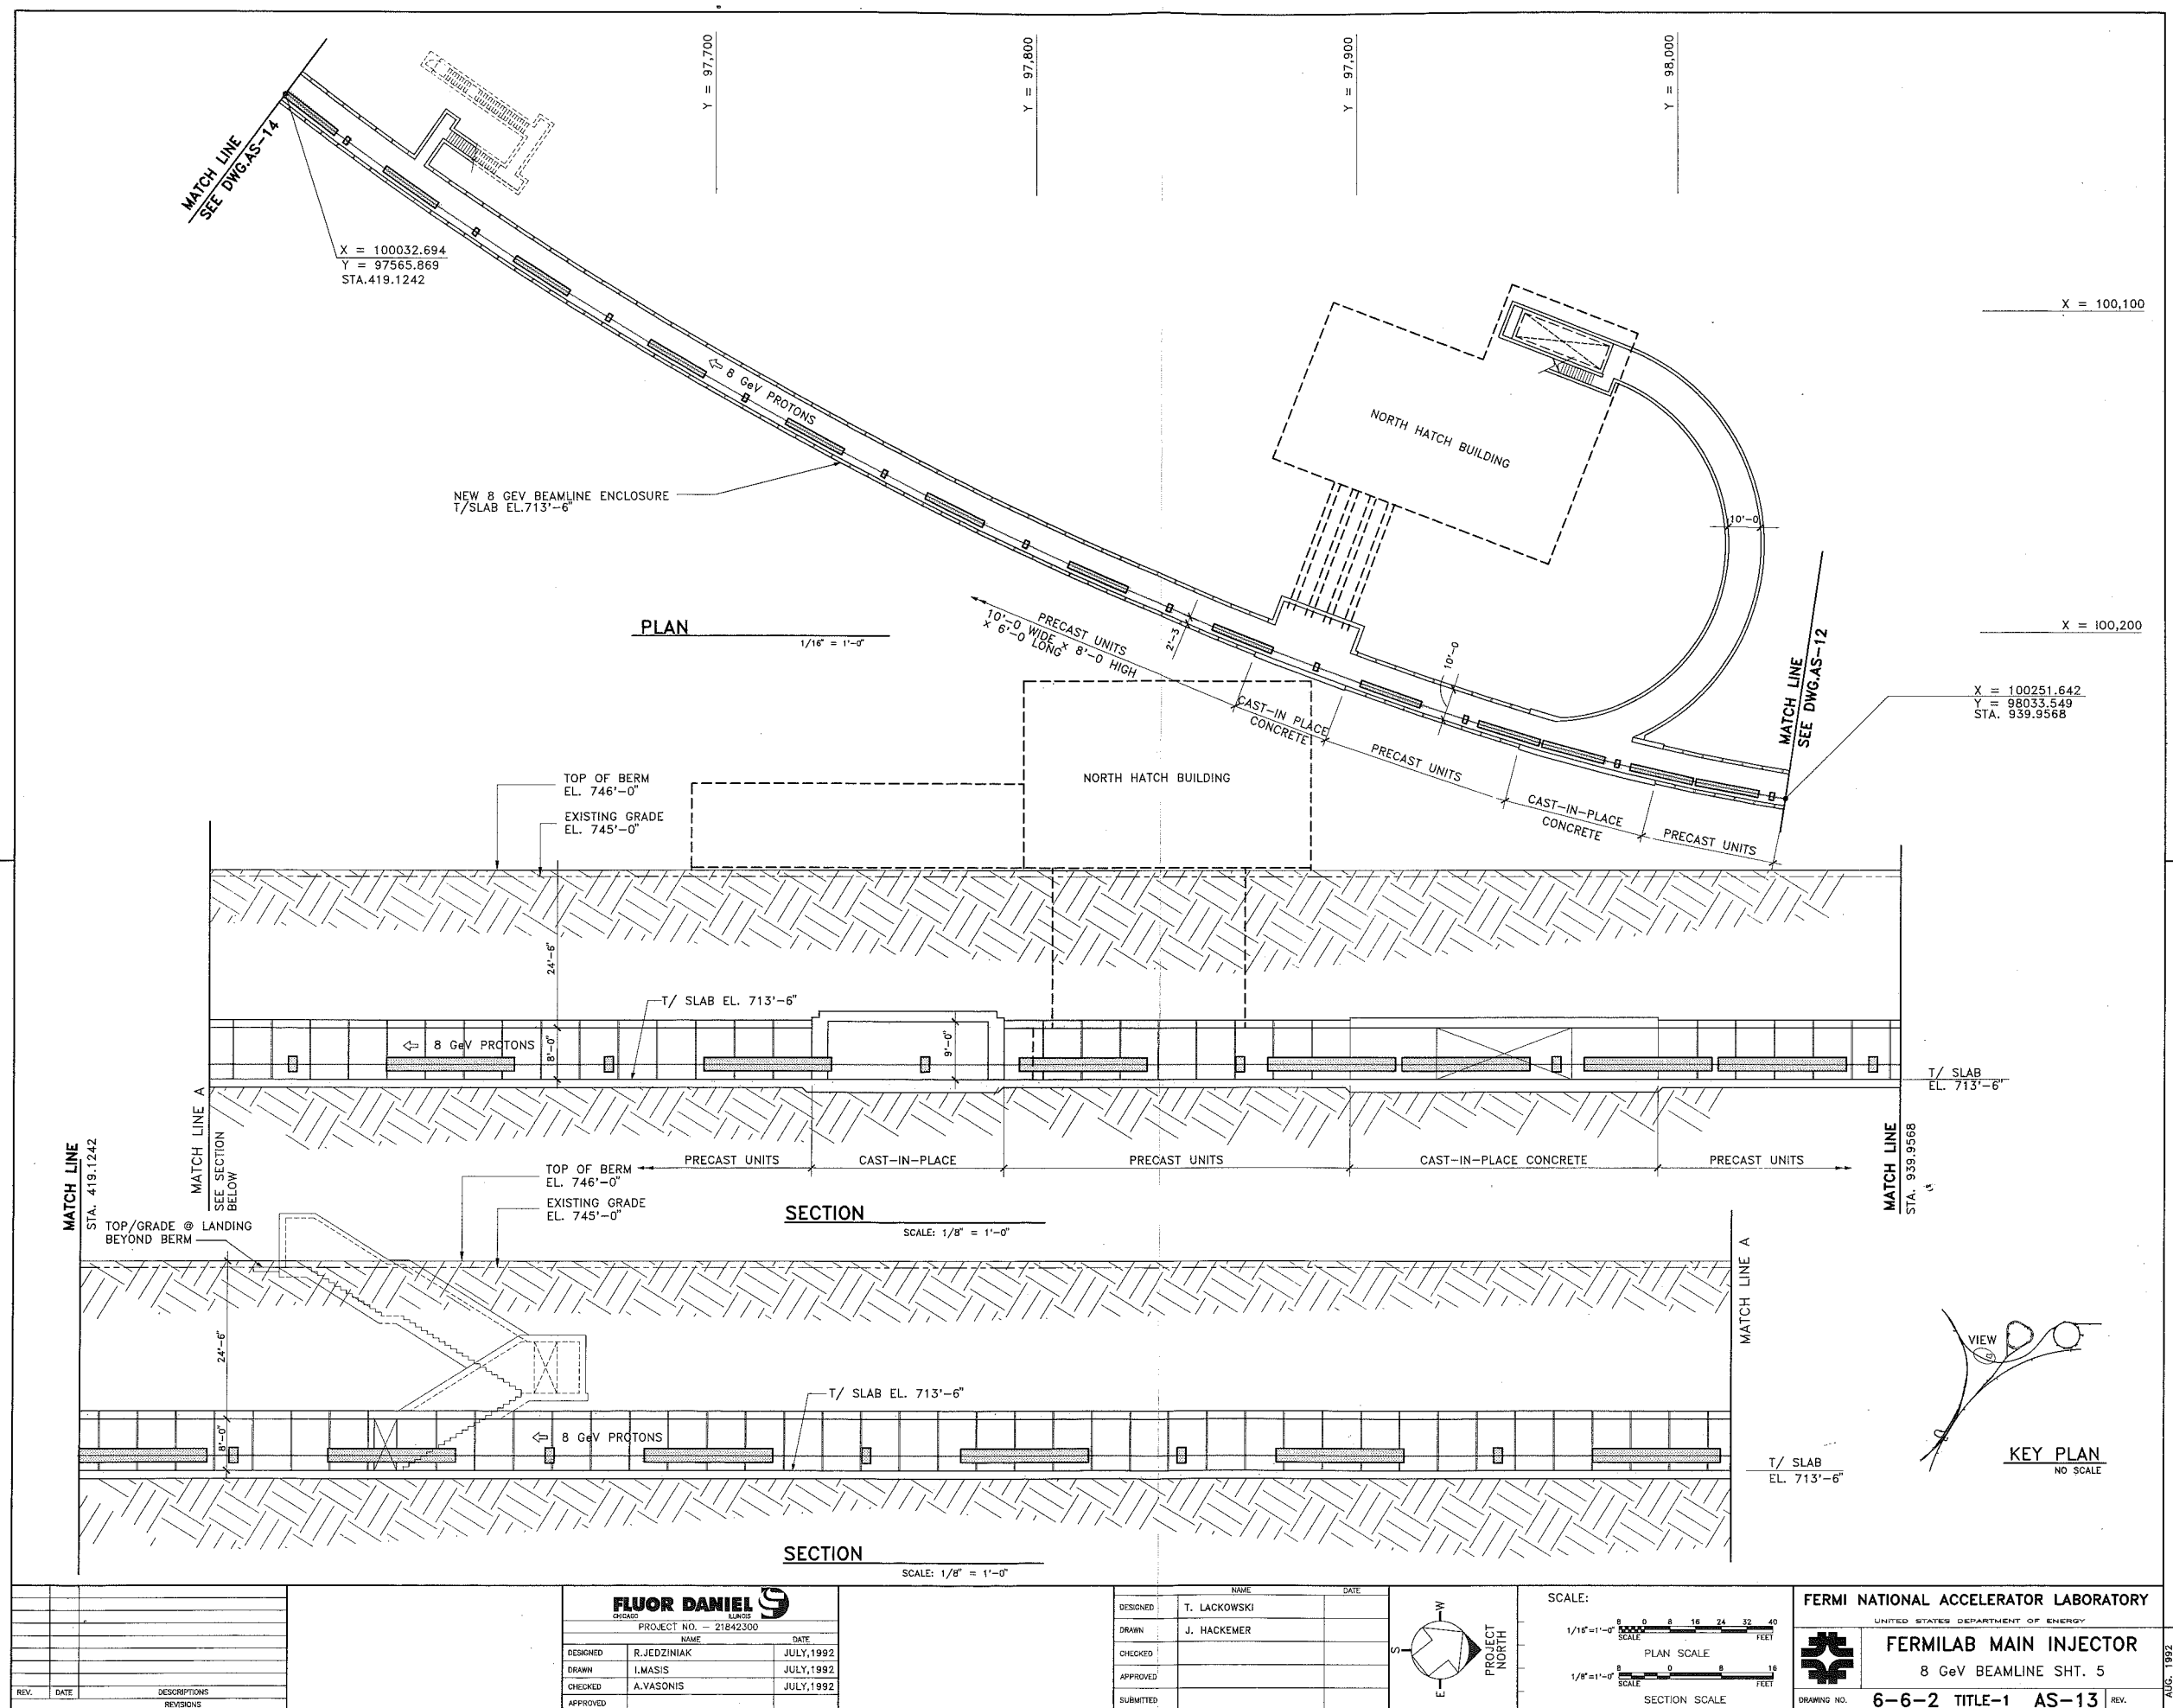 Y = 97,700
Y = 97,800
Y = 97,900
Y = 98,000
MATCH LINE
SEE DWG.AS-14
X = 100032.694
Y = 97565.869
STA.419.1242
X = 100,100
8 GeV PROTONS
NORTH HATCH BUILDING
NEW 8 GEV BEAMLINE ENCLOSURE
T/SLAB EL.713'-6"
10'-0
PLAN
1/16" = 1'-0"
PRECAST UNITS
10'-0 WIDE x 8'-0 HIGH
x 6'-0 LONG
2'-3
10'-0
X = 100,200
MATCH LINE
SEE DWG.AS-12
X = 100251.642
Y = 98033.549
STA. 939.9568
CAST-IN PLACE
CONCRETE
PRECAST UNITS
CAST-IN-PLACE
CONCRETE
PRECAST UNITS
TOP OF BERM
EL. 746'-0"
NORTH HATCH BUILDING
EXISTING GRADE
EL. 745'-0"
24'-6"
T/ SLAB EL. 713'-6"
8 GeV PROTONS
8'-0"
9'-0"
T/ SLAB
EL. 713'-6"
MATCH LINE
STA. 419.1242
MATCH LINE A
SEE SECTION
BELOW
MATCH LINE
STA. 939.9568
PRECAST UNITS
CAST-IN-PLACE
PRECAST UNITS
CAST-IN-PLACE CONCRETE
PRECAST UNITS
TOP OF BERM
EL. 746'-0"
EXISTING GRADE
EL. 745'-0"
SECTION
SCALE: 1/8" = 1'-0"
TOP/GRADE @ LANDING
BEYOND BERM
MATCH LINE A
24'-6"
T/ SLAB EL. 713'-6"
8'-0"
8 GeV PROTONS
T/ SLAB
EL. 713'-6"
VIEW
KEY PLAN
NO SCALE
SECTION
SCALE: 1/8" = 1'-0"
REV.
DATE
DESCRIPTIONS
REVISIONS
FLUOR DANIEL
CHICAGO
ILLINOIS
PROJECT NO. - 21842300
NAME
DATE
DESIGNED R.JEDZINIAK JULY,1992
DRAWN I.MASIS JULY,1992
CHECKED A.VASONIS JULY,1992
APPROVED
NAME
DATE
DESIGNED T. LACKOWSKI
DRAWN J. HACKEMER
CHECKED
APPROVED
SUBMITTED
W
S
E
PROJECT
NORTH
SCALE:
1/16"=1'-0"
8 0 8 16 24 32 40
SCALE
FEET
PLAN SCALE
1/8"=1'-0"
8 0 8 16
SCALE
FEET
SECTION SCALE
FERMI NATIONAL ACCELERATOR LABORATORY
UNITED STATES DEPARTMENT OF ENERGY
FERMILAB MAIN INJECTOR
8 GeV BEAMLINE SHT. 5
DRAWING NO. 6-6-2 TITLE-1 AS-13 REV.
AUG. 1992